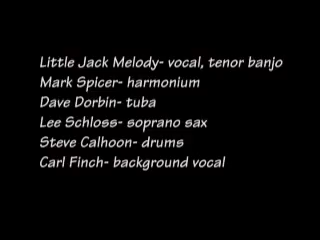 Little Jack Melody- vocal, tenor banjo
Mark Spicer- harmonium
Dave Dorbin- tuba
Lee Schloss- soprano sax
Steve Calhoon- drums
Carl Finch- background vocal